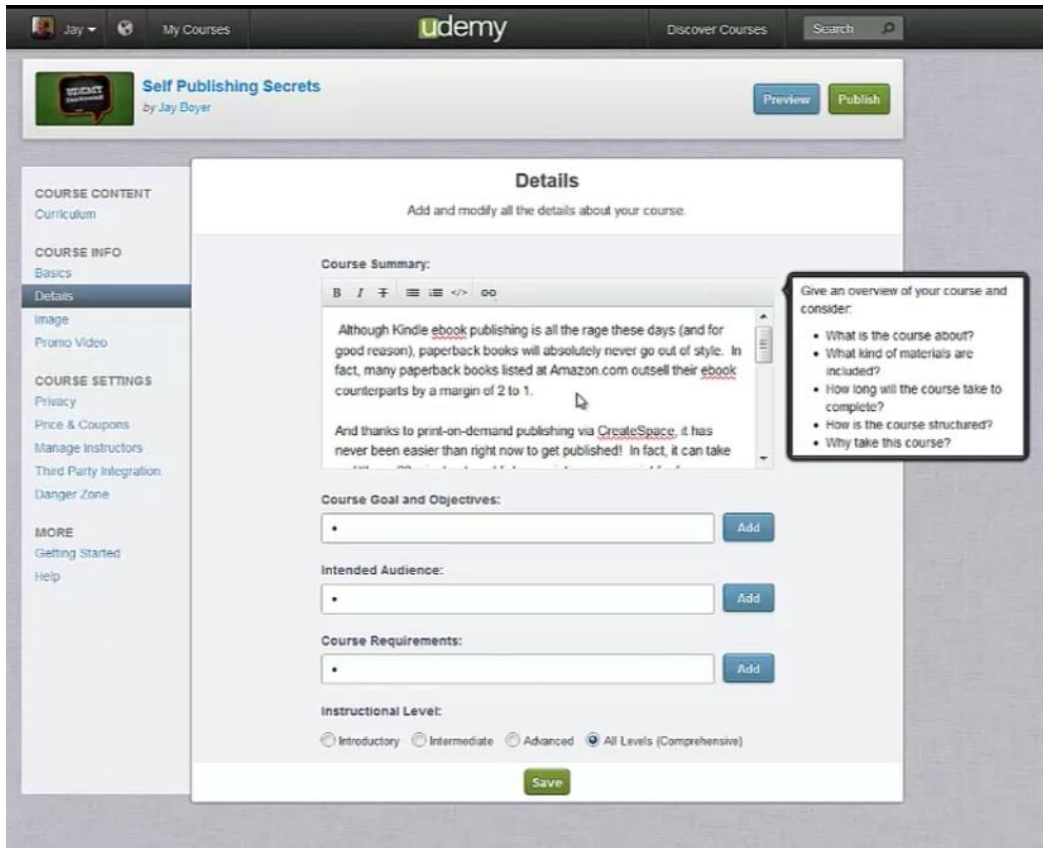 Jay
My Courses
udemy
Discover Courses
Search
UDEMY
Self Publishing Secrets
by Jay Boyer
Preview
Publish
COURSE CONTENT
Curriculum
COURSE INFO
Basics
Details
Image
Promo Video
COURSE SETTINGS
Privacy
Price & Coupons
Manage Instructors
Third Party Integration
Danger Zone
MORE
Getting Started
Help
Details
Add and modify all the details about your course.
Course Summary:
B I T </>
Although Kindle ebook publishing is all the rage these days (and for
good reason), paperback books will absolutely never go out of style. In
fact, many paperback books listed at Amazon.com outsell their ebook
counterparts by a margin of 2 to 1.
And thanks to print-on-demand publishing via CreateSpace, it has
never been easier than right now to get published! In fact, it can take
Course Goal and Objectives:
•
Add
Intended Audience:
•
Add
Course Requirements:
•
Add
Instructional Level:
Introductory Intermediate Advanced All Levels (Comprehensive)
Save
Give an overview of your course and
consider:
• What is the course about?
• What kind of materials are
included?
• How long will the course take to
complete?
• How is the course structured?
• Why take this course?